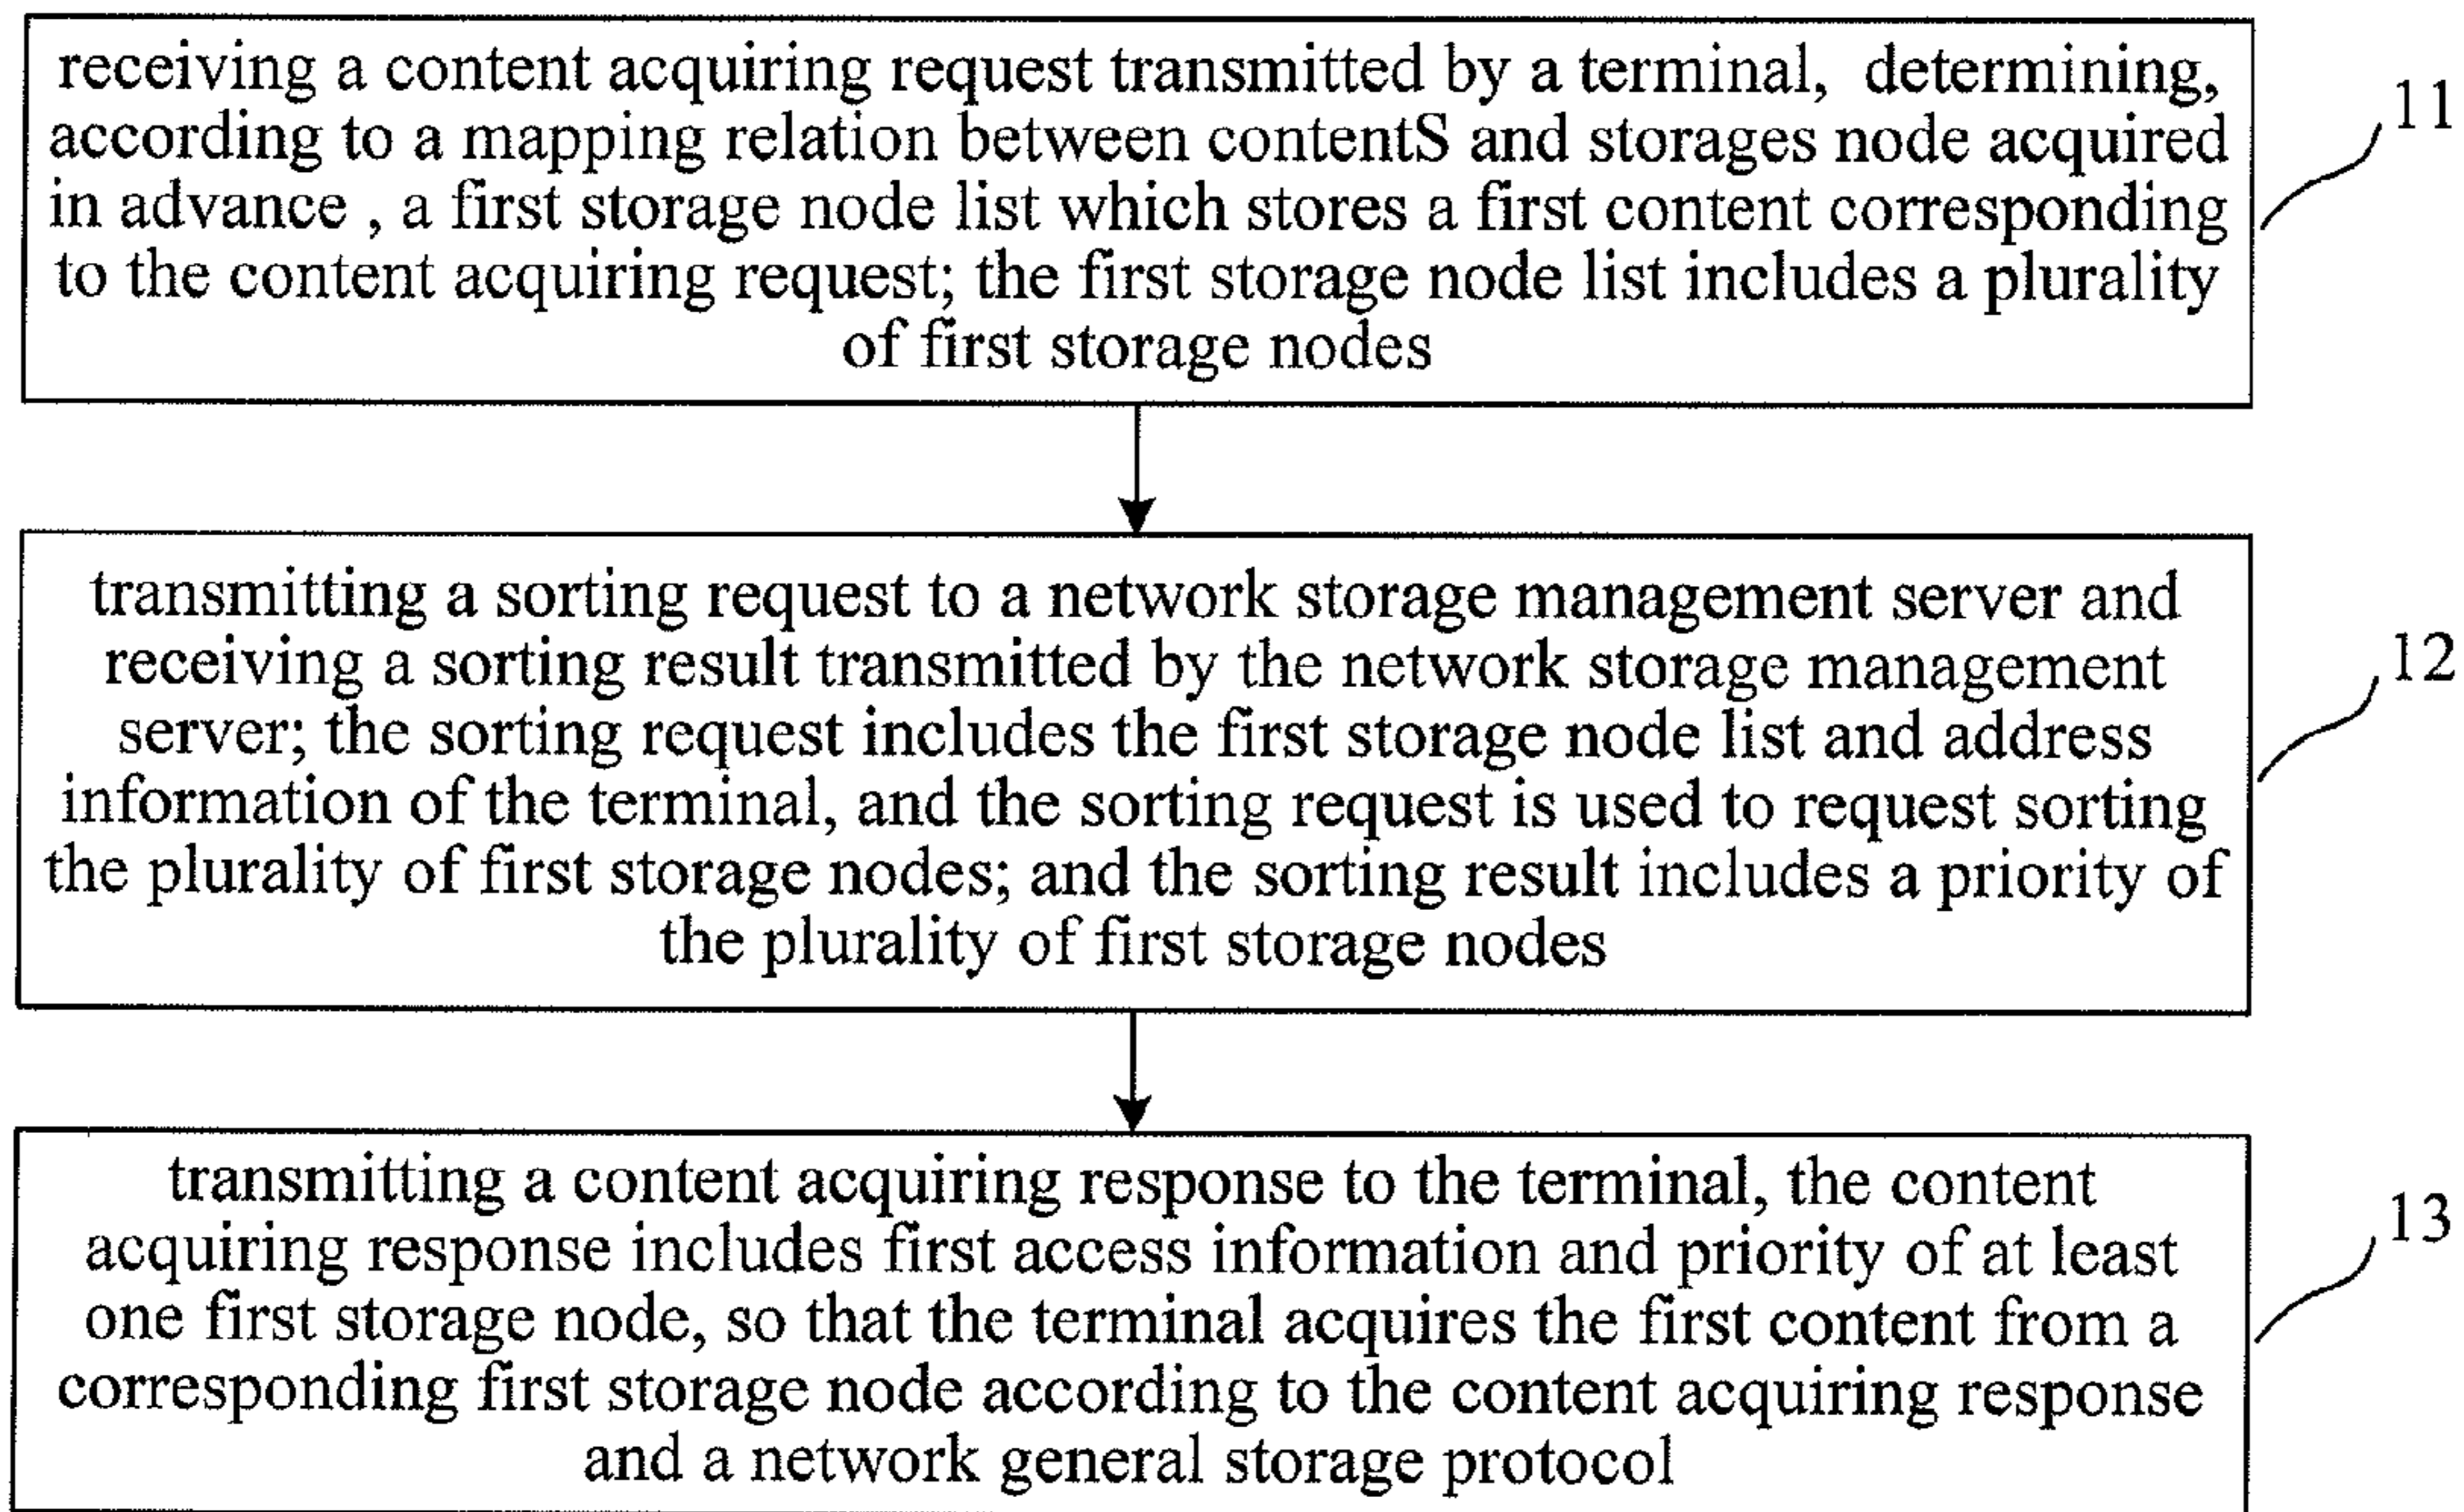 receiving a content acquiring request transmitted by a terminal, determining,
according to a mapping relation between contentS and storages node acquired
in advance , a first storage node list which stores a first content corresponding
to the content acquiring request; the first storage node list includes a plurality
of first storage nodes
11
transmitting a sorting request to a network storage management server and
receiving a sorting result transmitted by the network storage management
server; the sorting request includes the first storage node list and address
information of the terminal, and the sorting request is used to request sorting
the plurality of first storage nodes; and the sorting result includes a priority of
the plurality of first storage nodes
12
transmitting a content acquiring response to the terminal, the content
acquiring response includes first access information and priority of at least
one first storage node, so that the terminal acquires the first content from a
corresponding first storage node according to the content acquiring response
and a network general storage protocol
13